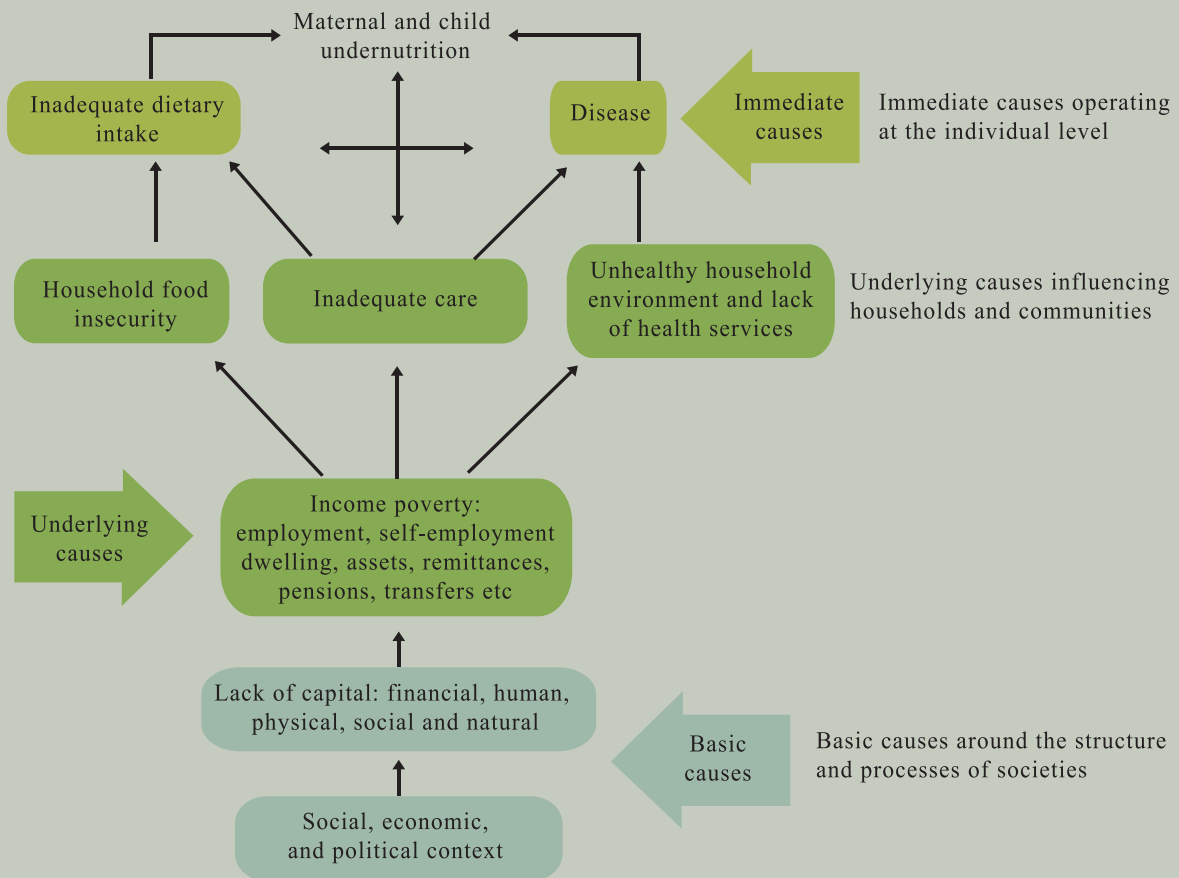 Maternal and child
undernutrition
Inadequate dietary
intake
Disease
Immediate
causes
Immediate causes operating
at the individual level
Household food
insecurity
Inadequate care
Unhealthy household
environment and lack
of health services
Underlying causes influencing
households and communities
Underlying
causes
Income poverty:
employment, self-employment
dwelling, assets, remittances,
pensions, transfers etc
Lack of capital: financial, human,
physical, social and natural
Basic
causes
Basic causes around the structure
and processes of societies
Social, economic,
and political context